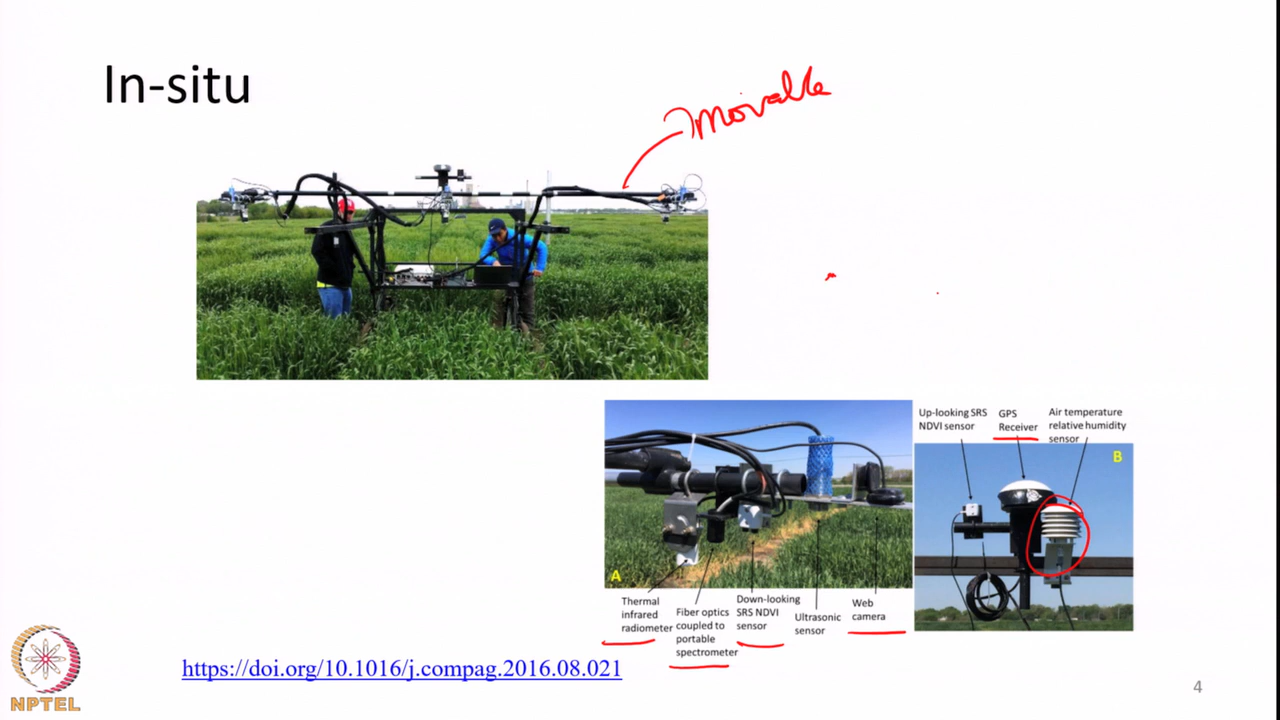 In-situ
Movable
Up-looking SRS
NDVI sensor
GPS
Receiver
Air temperature
relative humidity
sensor
B
A
Thermal
infrared
radiometer
Fiber optics
coupled to
portable
spectrometer
Down-looking
SRS NDVI
sensor
Ultrasonic
sensor
Web
camera
https://doi.org/10.1016/j.compag.2016.08.021
NPTEL
4